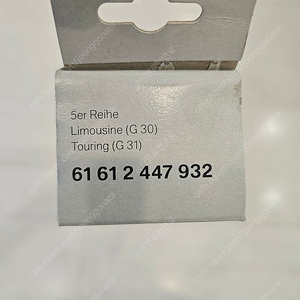 5er Reihe
Limousine (G 30)
Touring (G 31)
61 61 2 447 932